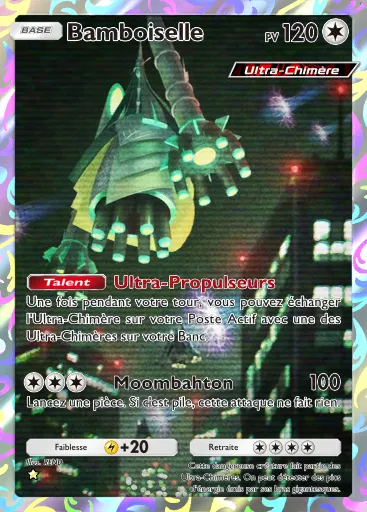 BASE Bamboiselle PV 120
Ultra-Chimère
Talent Ultra-Propulseurs
Une fois pendant votre tour, vous pouvez échanger
l'Ultra-Chimère sur votre Poste Actif avec une des
Ultra-Chimères sur votre Banc.
Moombahton 100
Lancez une pièce. Si c'est pile, cette attaque ne fait rien.
Faiblesse +20 Retraite
Illus. KENO
Cette dangereuse créature fait partie des
Ultra-Chimères. On peut détecter des pics
d'énergie émis par ses bras gigantesques.